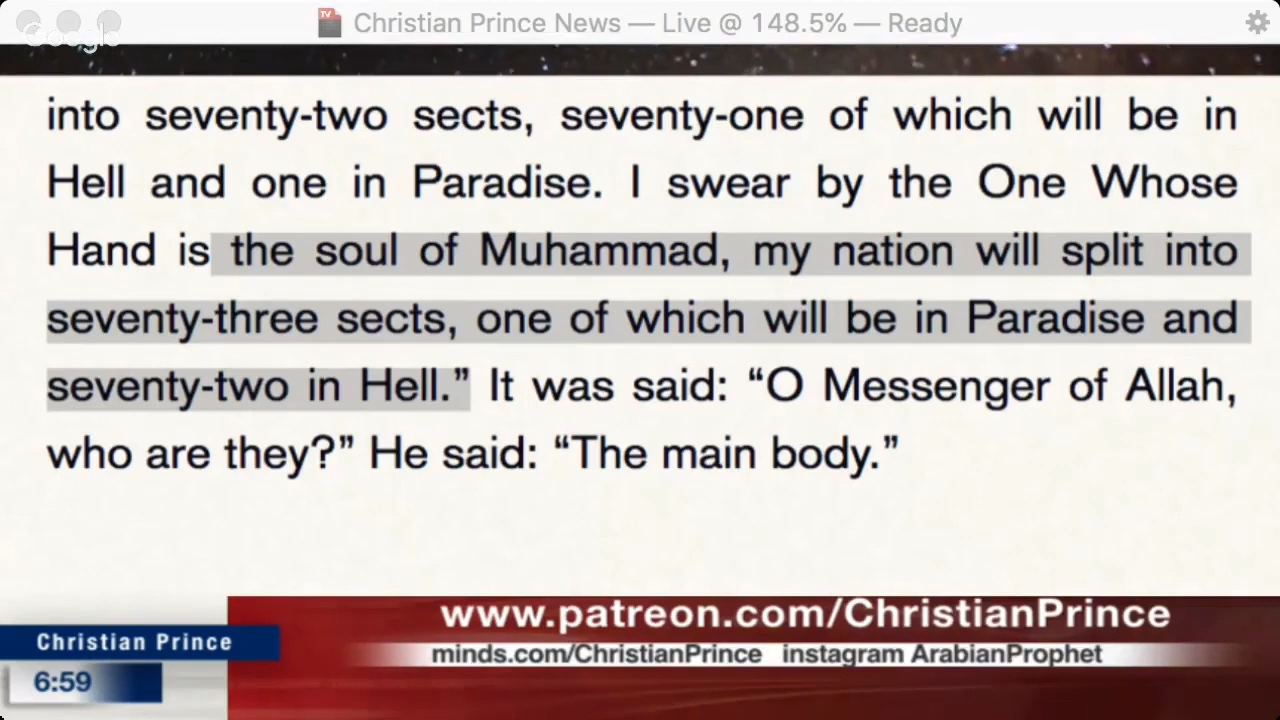 Christian Prince News — Live @ 148.5% — Ready
TV
Google
into seventy-two sects, seventy-one of which will be in
Hell and one in Paradise. I swear by the One Whose
Hand is the soul of Muhammad, my nation will split into
seventy-three sects, one of which will be in Paradise and
seventy-two in Hell.” It was said: “O Messenger of Allah,
who are they?” He said: “The main body.”
www.patreon.com/ChristianPrince
Christian Prince
minds.com/ChristianPrince instagram ArabianProphet
6:59